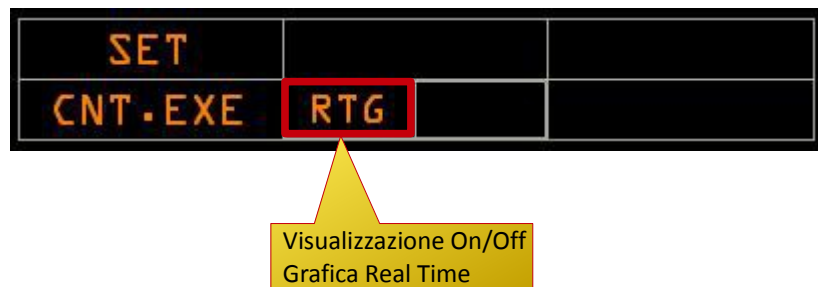 SET
CNT.EXE RTG
Visualizzazione On/Off
Grafica Real Time